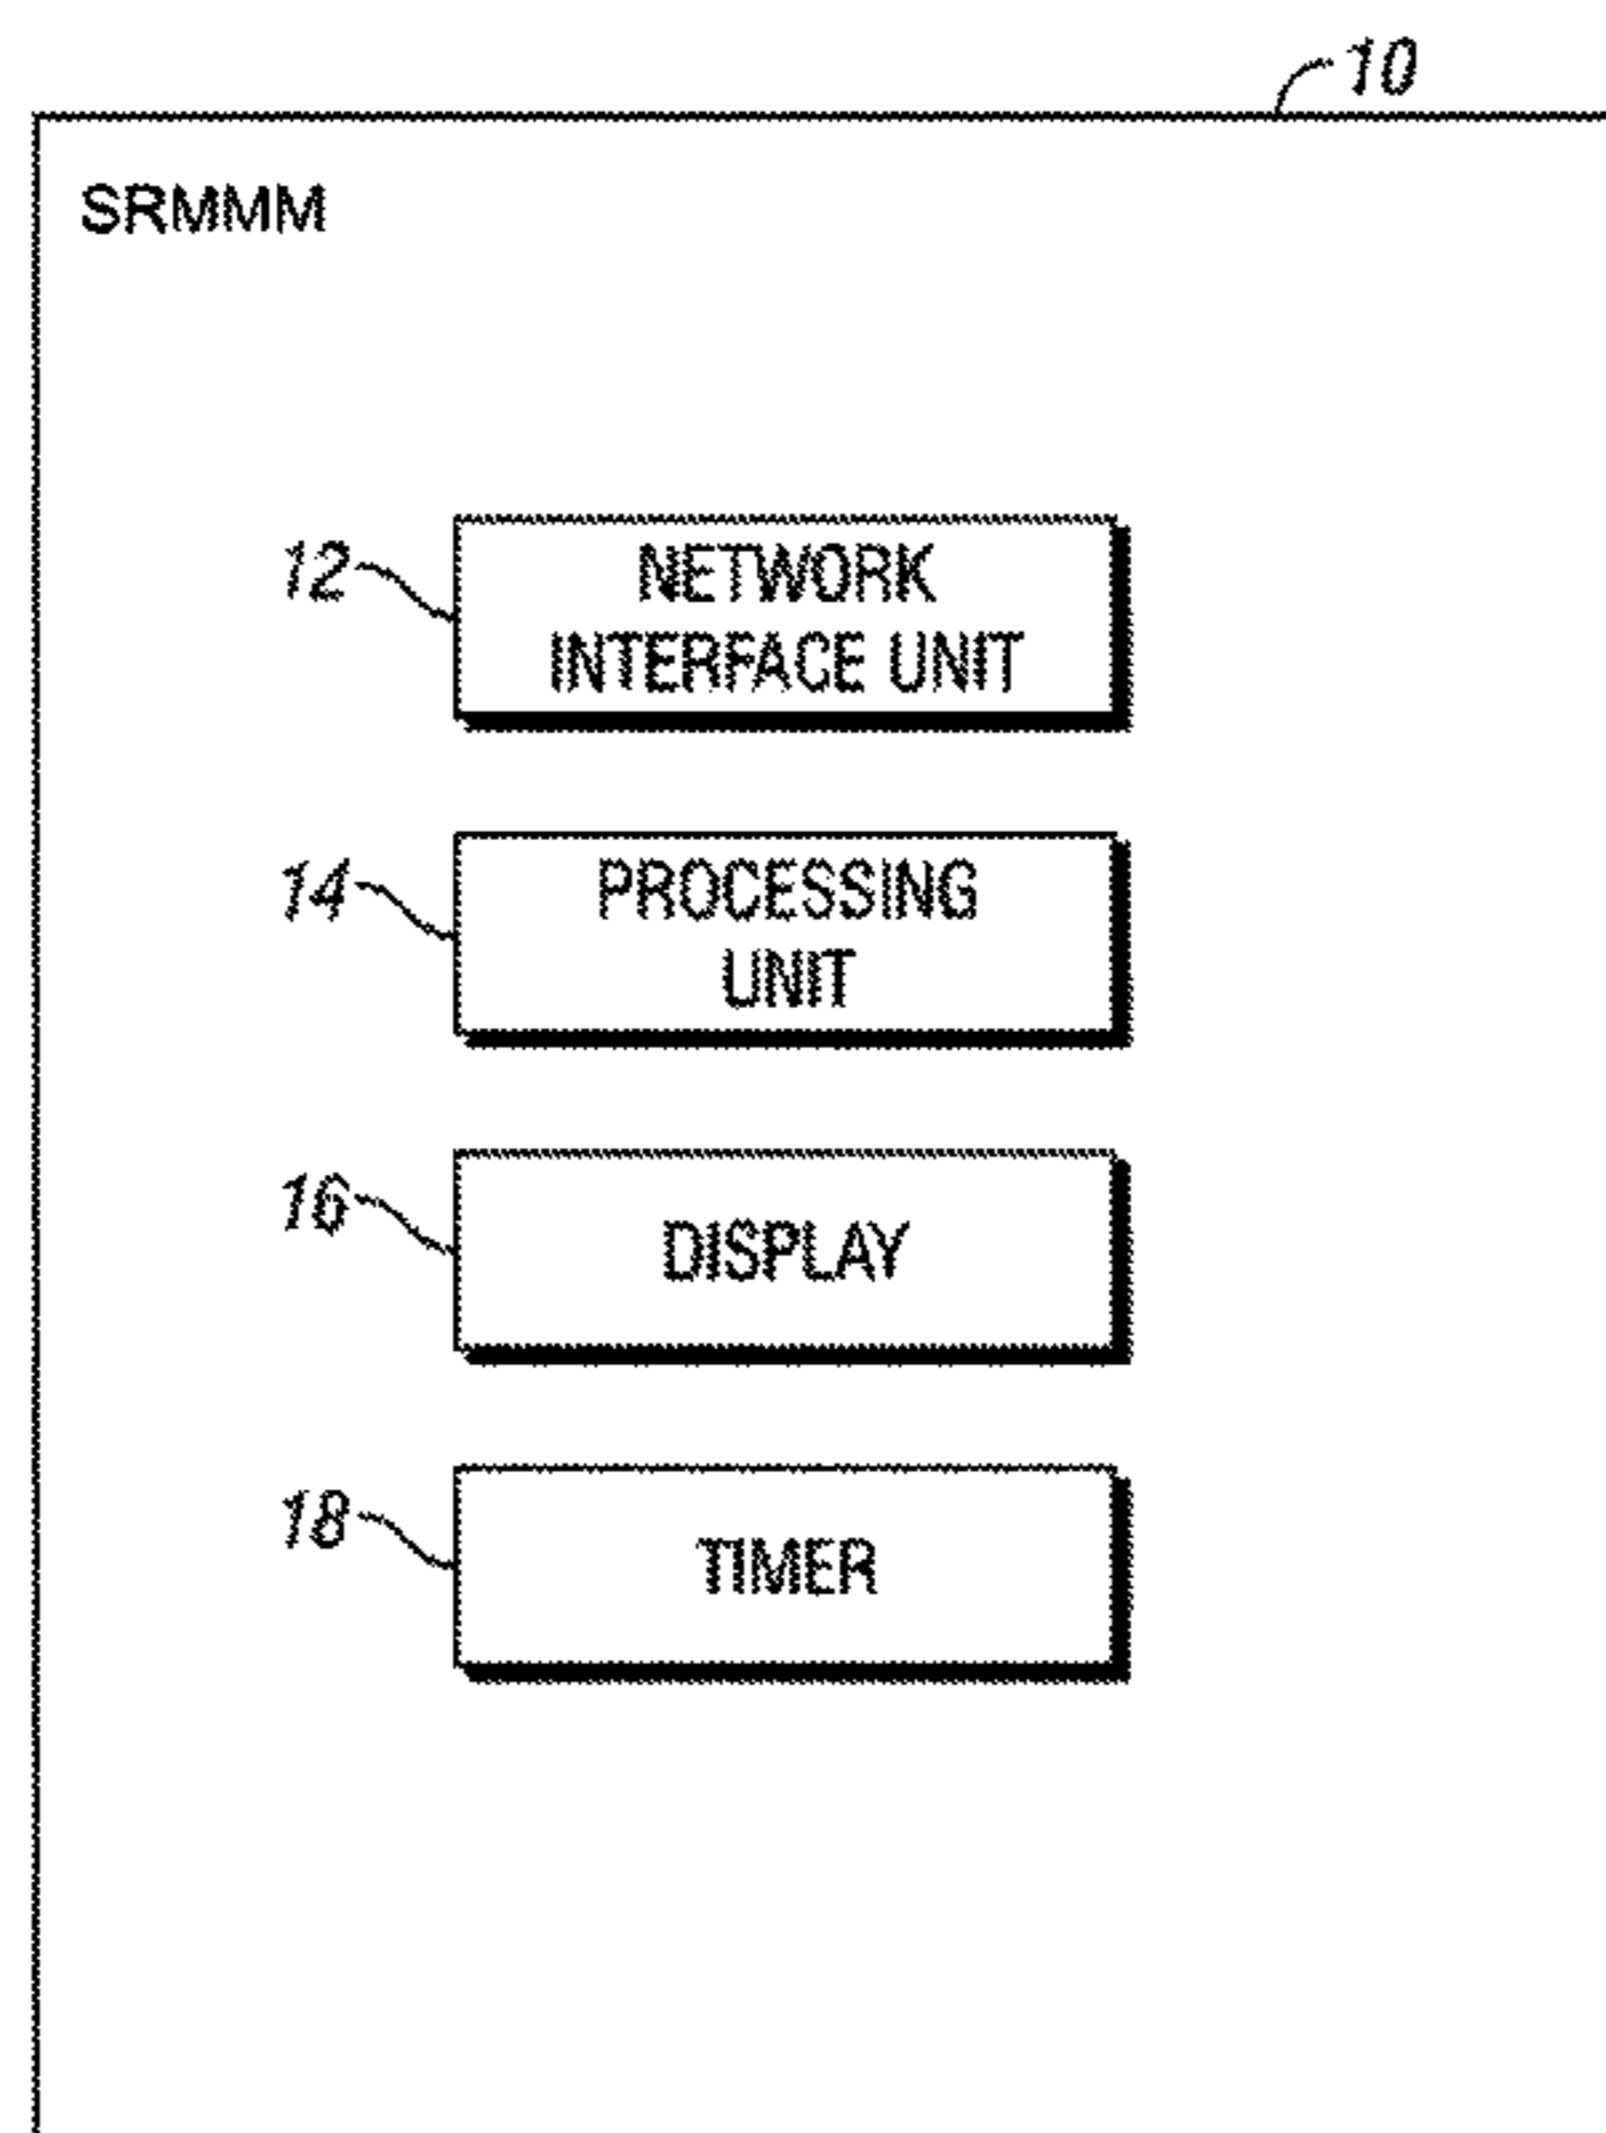 10
SRMMM
12
NETWORK
INTERFACE UNIT
14
PROCESSING
UNIT
16
DISPLAY
18
TIMER